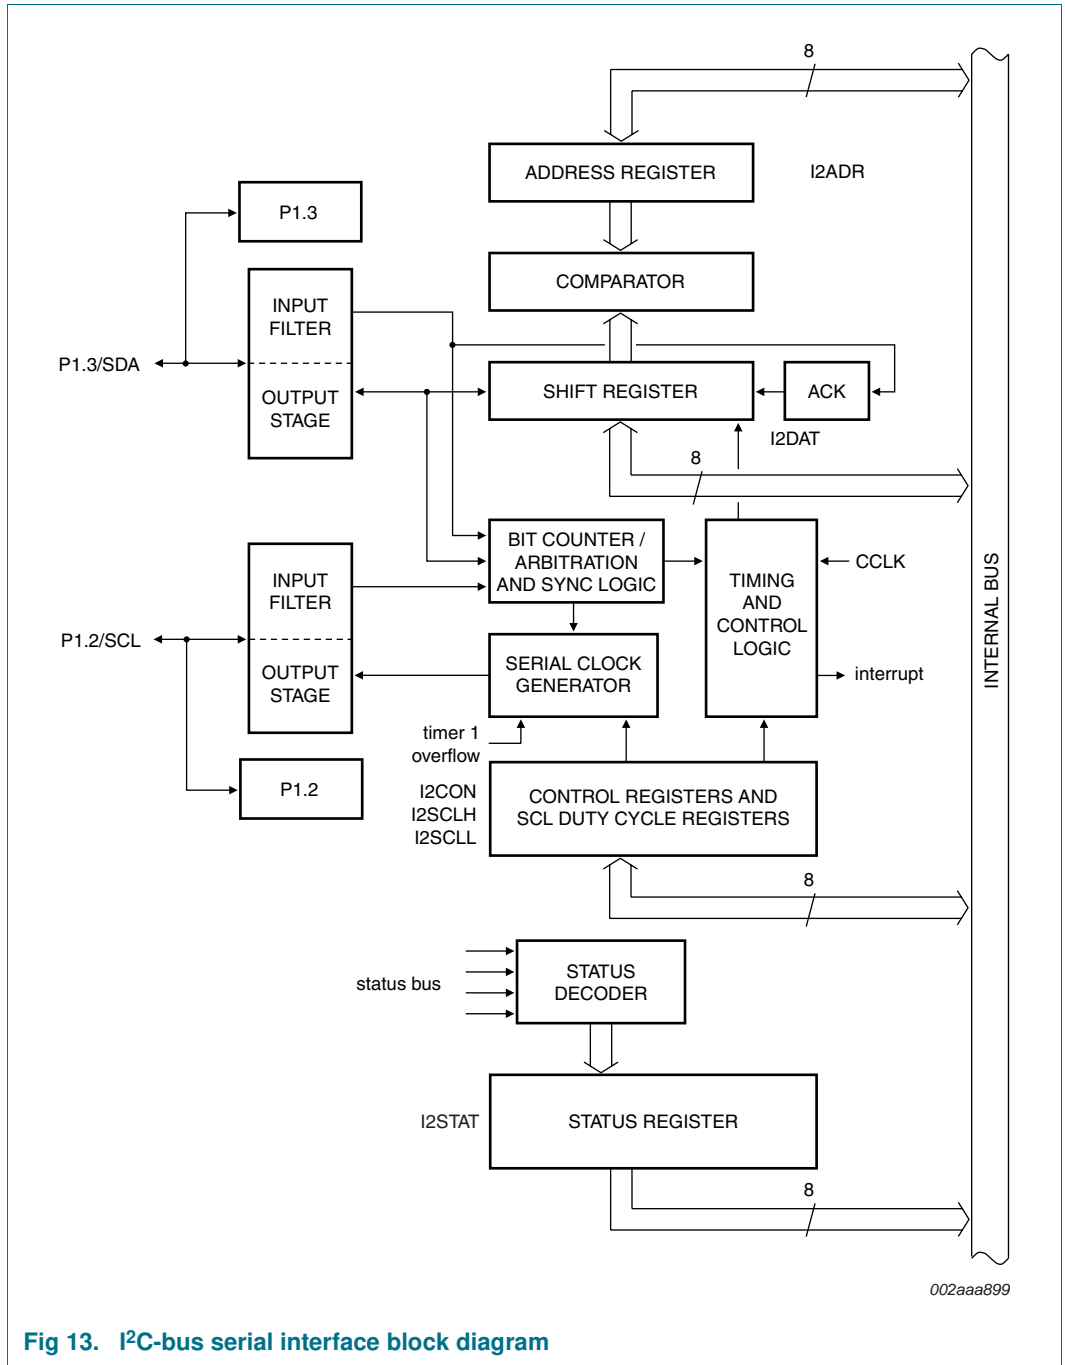 8
ADDRESS REGISTER
I2ADR
P1.3
COMPARATOR
INPUT
FILTER
P1.3/SDA
OUTPUT
STAGE
SHIFT REGISTER
ACK
I2DAT
8
BIT COUNTER /
ARBITRATION
AND SYNC LOGIC
INPUT
FILTER
TIMING
AND
CONTROL
LOGIC
CCLK
INTERNAL BUS
P1.2/SCL
OUTPUT
STAGE
SERIAL CLOCK
GENERATOR
interrupt
timer 1
overflow
P1.2
I2CON
I2SCLH
I2SCLL
CONTROL REGISTERS AND
SCL DUTY CYCLE REGISTERS
8
status bus
STATUS
DECODER
I2STAT
STATUS REGISTER
8
002aaa899
Fig 13. I²C-bus serial interface block diagram